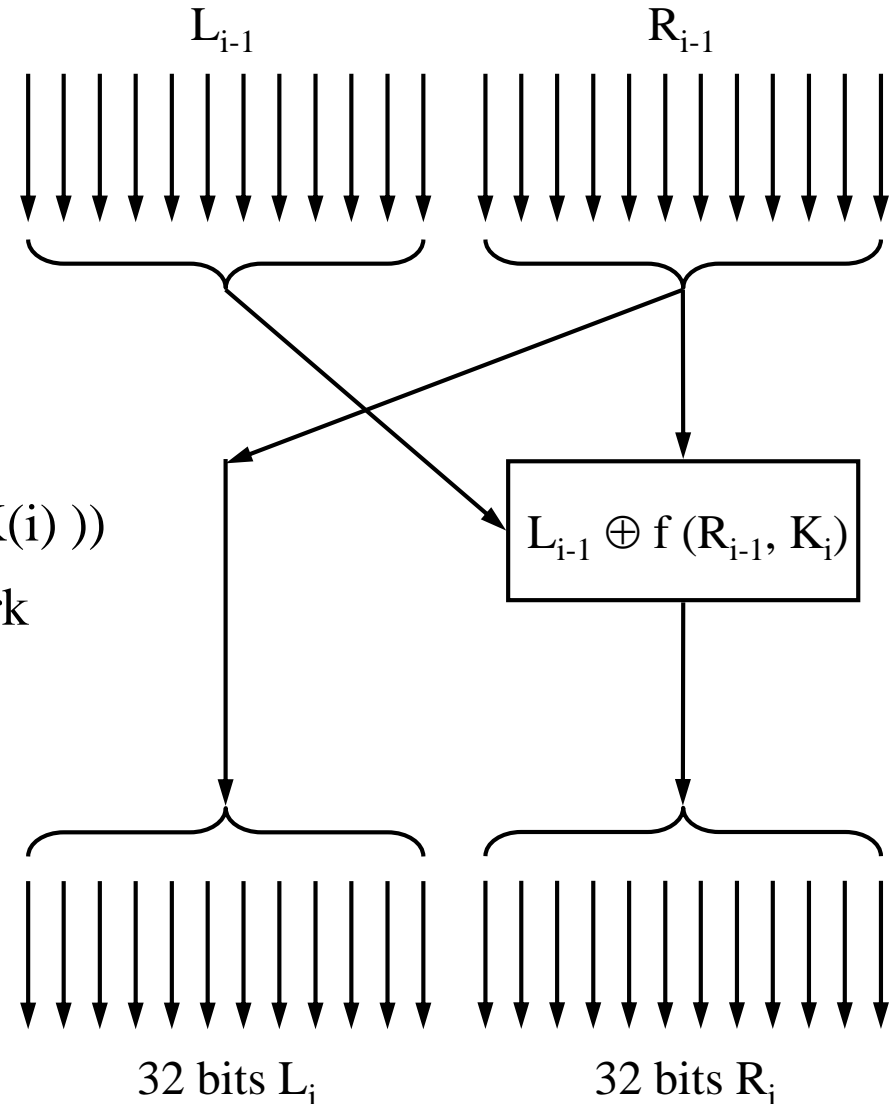 L_{i-1} R_{i-1}
(i) ))
L_{i-1} ⊕ f (R_{i-1}, K_i)
32 bits L_i 32 bits R_i